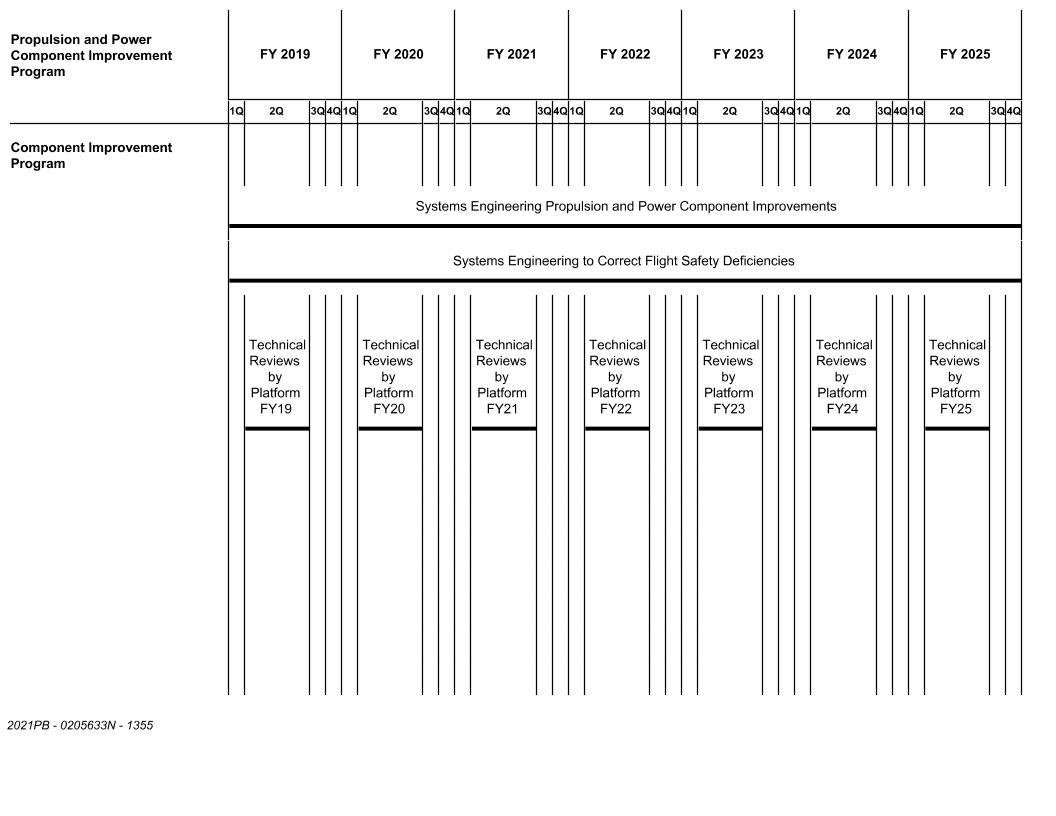 Propulsion and Power
Component Improvement
Program
FY 2019 FY 2020 FY 2021 FY 2022 FY 2023 FY 2024 FY 2025
1Q 2Q 3Q 4Q 1Q 2Q 3Q 4Q 1Q 2Q 3Q 4Q 1Q 2Q 3Q 4Q 1Q 2Q 3Q 4Q 1Q 2Q 3Q 4Q 1Q 2Q 3Q 4Q
Component Improvement
Program
Systems Engineering Propulsion and Power Component Improvements
Systems Engineering to Correct Flight Safety Deficiencies
Technical Technical Technical Technical Technical Technical Technical
Reviews Reviews Reviews Reviews Reviews Reviews Reviews
by by by by by by by
Platform Platform Platform Platform Platform Platform Platform
FY19 FY20 FY21 FY22 FY23 FY24 FY25
2021PB - 0205633N - 1355